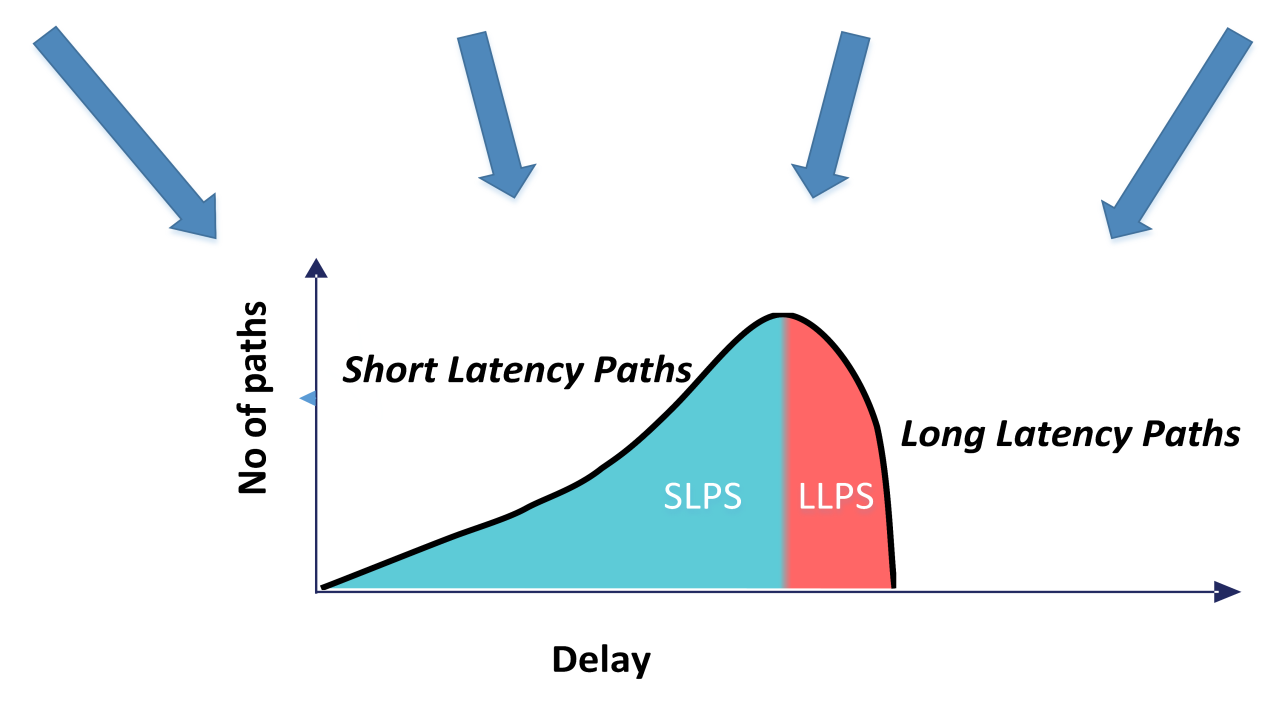 No of paths
Short Latency Paths
Long Latency Paths
SLPS
LLPS
Delay